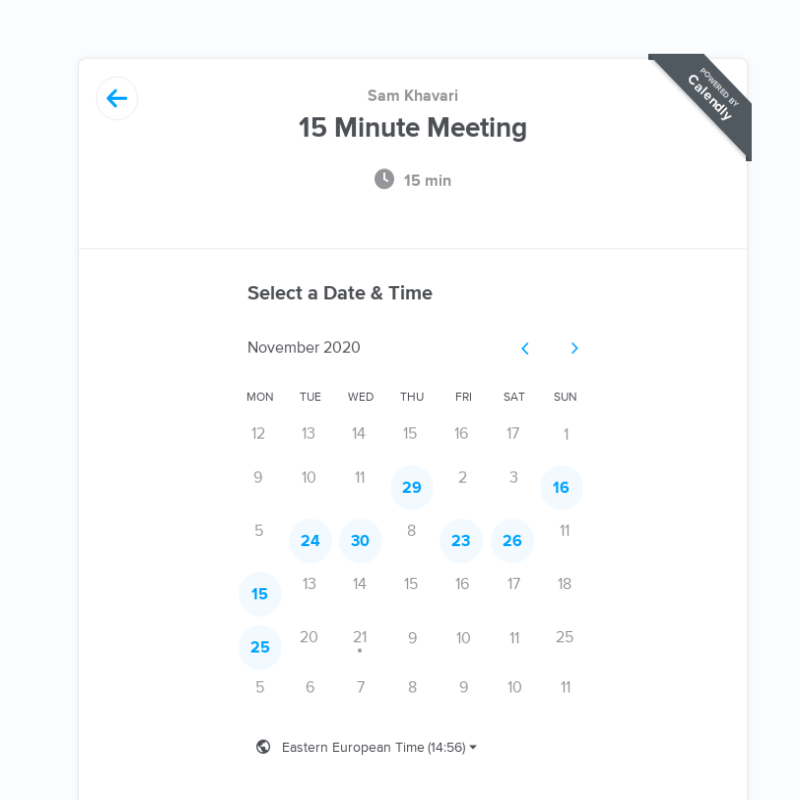 POWERED BY
Calendly
Sam Khavari
15 Minute Meeting
15 min
Select a Date & Time
November 2020
MON TUE WED THU FRI SAT SUN
12 13 14 15 16 17 1
9 10 11 29 2 3 16
5 24 30 8 23 26 11
15 13 14 15 16 17 18
25 20 21 9 10 11 25
5 6 7 8 9 10 11
Eastern European Time (14:56)